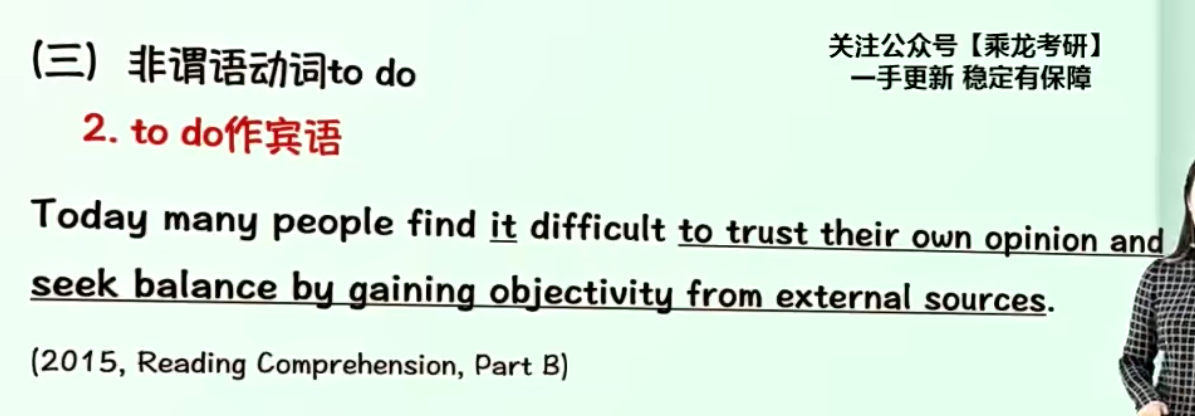 (三) 非谓语动词to do
关注公众号【乘龙考研】
一手更新 稳定有保障
2. to do作宾语
Today many people find it difficult to trust their own opinion and
seek balance by gaining objectivity from external sources.
(2015, Reading Comprehension, Part B)